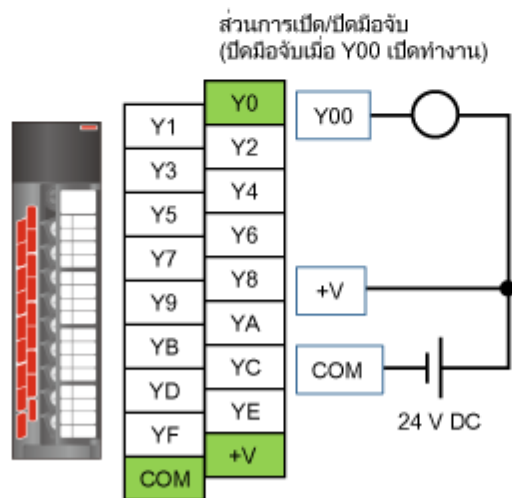 ส่วนการเปิด/ปิดมือจับ
(ปิดมือจับเมื่อ Y00 เปิดทำงาน)
Y0
Y1
Y2
Y3
Y4
Y5
Y6
Y7
Y8
Y9
YA
YB
YC
YD
YE
YF
+V
COM
Y00
+V
COM
24 V DC